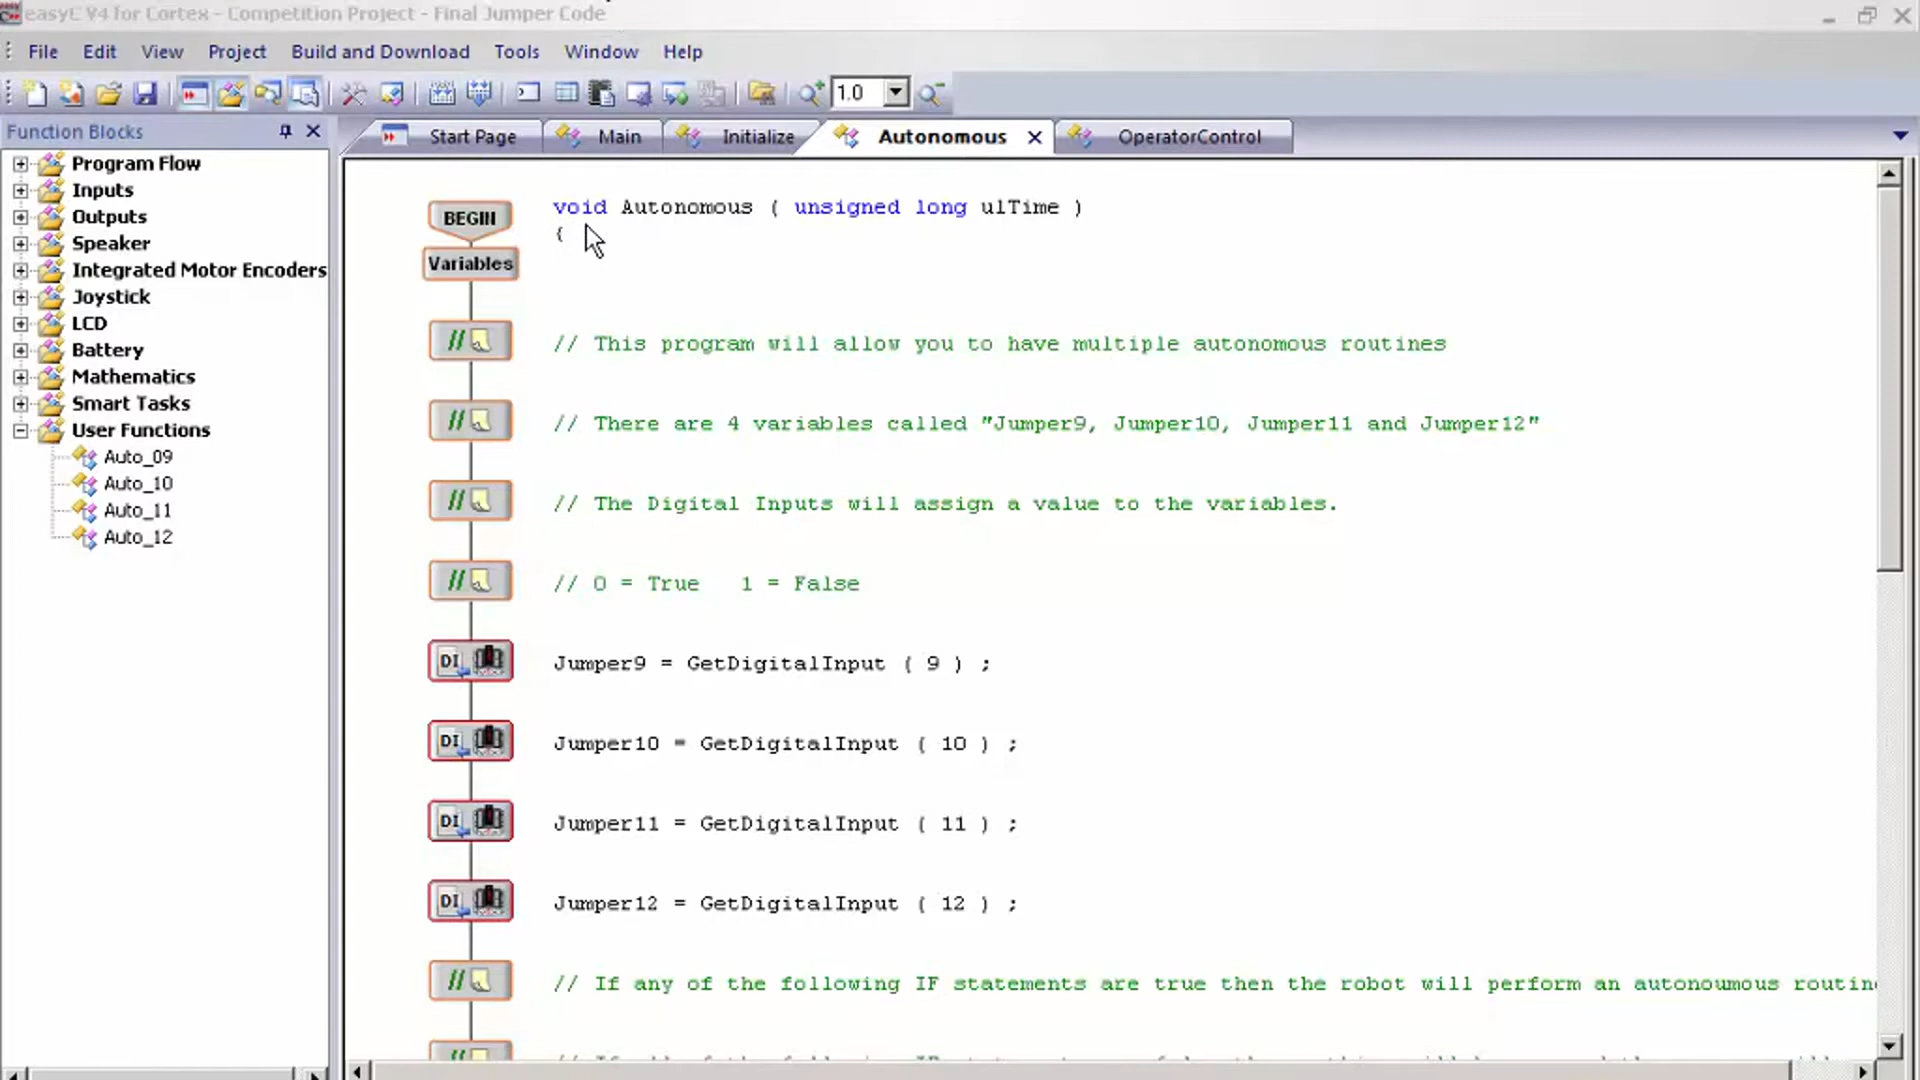 easyC V4 for Cortex - Competition Project - Final Jumper Code
File Edit View Project Build and Download Tools Window Help
1.0
Function Blocks
Start Page Main Initialize Autonomous OperatorControl
Program Flow
Inputs
Outputs
Speaker
Integrated Motor Encoders
Joystick
LCD
Battery
Mathematics
Smart Tasks
User Functions
Auto_09
Auto_10
Auto_11
Auto_12
BEGIN void Autonomous ( unsigned long ulTime )
{
Variables
// // This program will allow you to have multiple autonomous routines
// // There are 4 variables called "Jumper9, Jumper10, Jumper11 and Jumper12"
// // The Digital Inputs will assign a value to the variables.
// // 0 = True 1 = False
DI Jumper9 = GetDigitalInput ( 9 ) ;
DI Jumper10 = GetDigitalInput ( 10 ) ;
DI Jumper11 = GetDigitalInput ( 11 ) ;
DI Jumper12 = GetDigitalInput ( 12 ) ;
// // If any of the following IF statements are true then the robot will perform an autonoumous routin